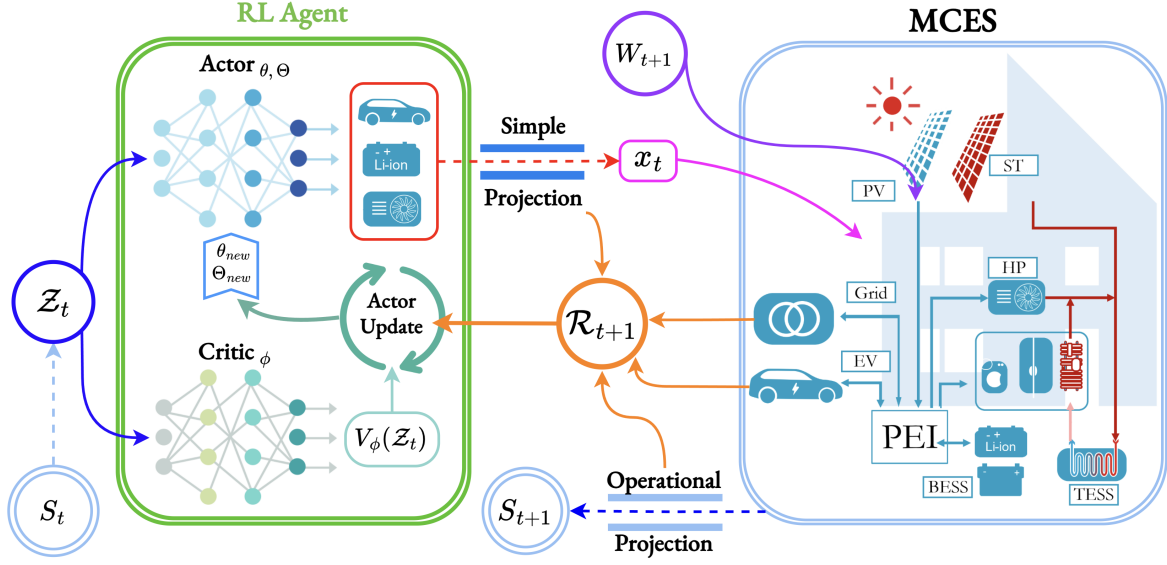 RL Agent
MCES
Actor θ, Θ
- +
Li-ion
Simple
Projection
x_t
W_{t+1}
PV
ST
Z_t
θ_new
Θ_new
Actor
Update
R_{t+1}
Grid
HP
EV
Critic ϕ
V_ϕ(Z_t)
PEI
- +
Li-ion
BESS
- +
TESS
S_t
S_{t+1}
Operational
Projection